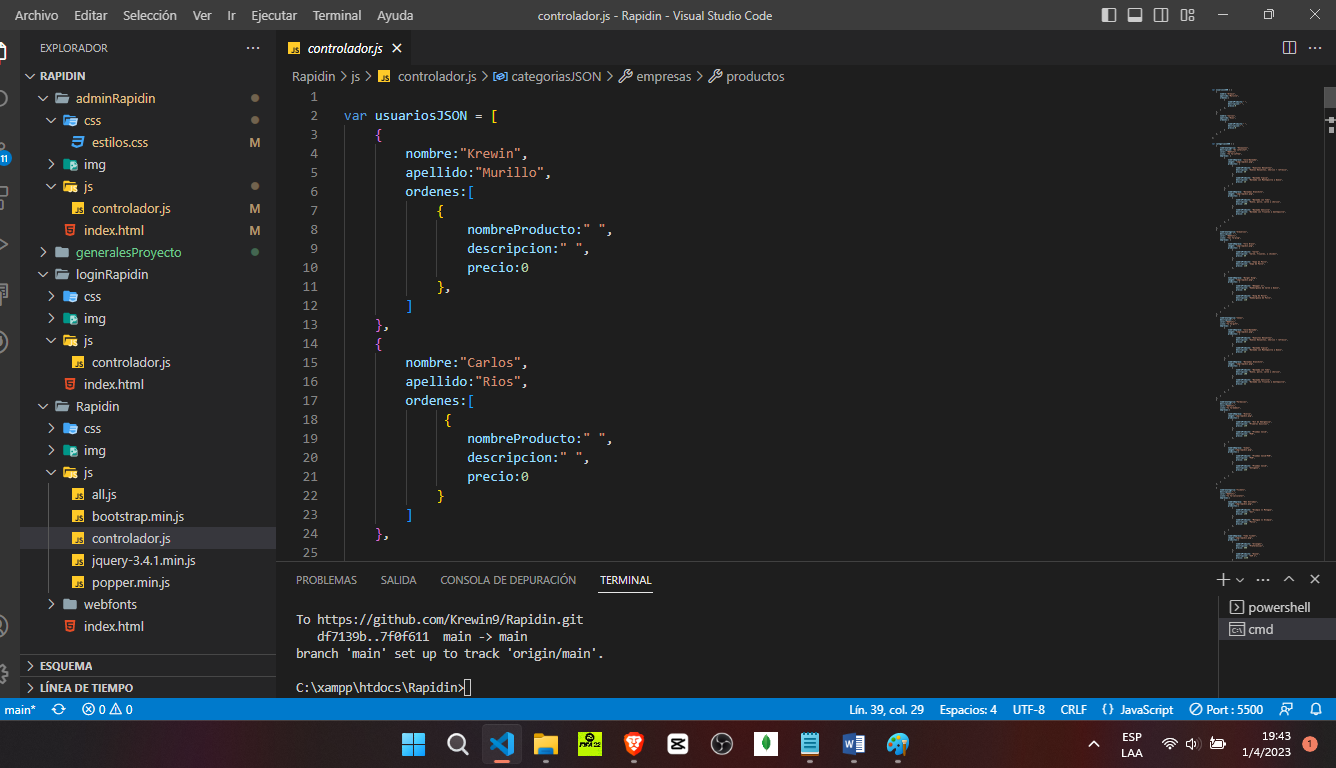 Archivo Editar Selección Ver Ir Ejecutar Terminal Ayuda
controlador.js - Rapidin - Visual Studio Code
EXPLORADOR
RAPIDIN
adminRapidin
css
estilos.css M
img
js
controlador.js M
index.html M
generalesProyecto
loginRapidin
css
img
js
controlador.js
index.html
Rapidin
css
img
js
all.js
bootstrap.min.js
controlador.js
jquery-3.4.1.min.js
popper.min.js
webfonts
index.html
ESQUEMA
LÍNEA DE TIEMPO
11
JS controlador.js
Rapidin > js > JS controlador.js > categoriasJSON > empresas > productos
1
2 var usuariosJSON = [
3 {
4 nombre:"Krewin",
5 apellido:"Murillo",
6 ordenes:[
7 {
8 nombreProducto:" ",
9 descripcion:" ",
10 precio:0
11 },
12 ]
13 },
14 {
15 nombre:"Carlos",
16 apellido:"Rios",
17 ordenes:[
18 {
19 nombreProducto:" ",
20 descripcion:" ",
21 precio:0
22 }
23 ]
24 },
25
PROBLEMAS SALIDA CONSOLA DE DEPURACIÓN TERMINAL
To https://github.com/Krewin9/Rapidin.git
df7139b..7f0f611 main -> main
branch 'main' set up to track 'origin/main'.
C:\xampp\htdocs\Rapidin>
powershell
cmd
main* 0 0
Lín. 39, col. 29 Espacios: 4 UTF-8 CRLF {} JavaScript Port : 5500
ESP
LAA
19:43
1/4/2023
1